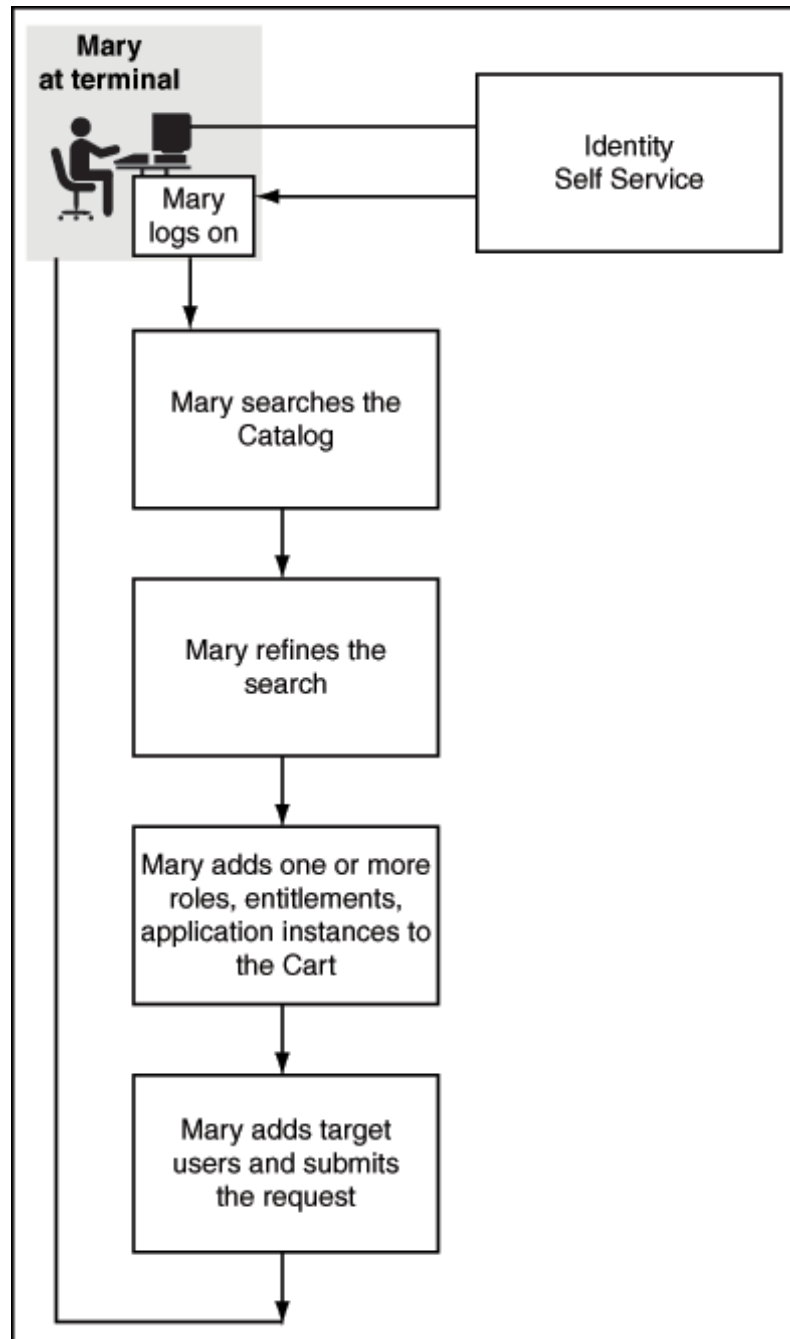 Mary
at terminal
Identity
Self Service
Mary
logs on
Mary searches the
Catalog
Mary refines the
search
Mary adds one or more
roles, entitlements,
application instances to
the Cart
Mary adds target
users and submits
the request